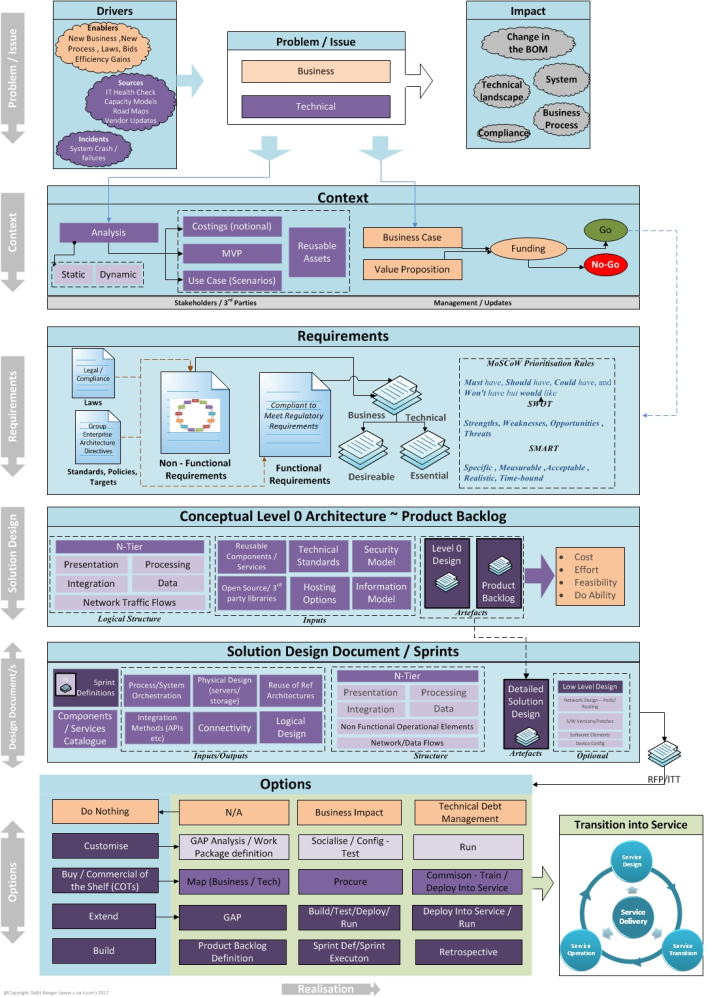 Problem / Issue
Drivers
Enablers
New Business ,New
Process , Laws, Bids
Efficiency Gains
Sources
IT Health Check
Capacity Models
Road Maps
Vendor Updates
Incidents
System Crash /
failures
Problem / Issue
Business
Technical
Impact
Change in
the BOM
Technical
landscape
System
Business
Process
Compliance
Context
Context
Analysis
Static
Dynamic
Costings (notional)
MVP
Use Case (Scenarios)
Reusable
Assets
Business Case
Value Proposition
Funding
Go
No-Go
Stakeholders / 3rd Parties
Management / Updates
Requirements
Requirements
Legal /
Compliance
Laws
Group
Enterprise
Architecture
Directives
Standards, Policies,
Targets
Non - Functional
Requirements
Compliant to
Meet Regulatory
Requirements
Functional
Requirements
Business
Technical
Desireable
Essential
MoSCoW Prioritisation Rules
Must have, Should have, Could have, and
Won't have but would like
SWOT
Strengths, Weaknesses, Opportunities ,
Threats
SMART
Specific , Measurable ,Acceptable ,
Realistic, Time-bound
Solution Design
Conceptual Level 0 Architecture ~ Product Backlog
N-Tier
Presentation
Processing
Integration
Data
Network Traffic Flows
Logical Structure
Reusable
Components /
Services
Technical
Standards
Security
Model
Open Source/ 3rd
party libraries
Hosting
Options
Information
Model
Inputs
Level 0
Design
Product
Backlog
Artefacts
• Cost
• Effort
• Feasibility
• Do Ability
Design Document/s
Solution Design Document / Sprints
Sprint
Definitions
Components
/ Services
Catalogue
Process/System
Orchestration
Physical Design
(servers/
storage)
Reuse of Ref
Architectures
Integration
Methods (APIs
etc)
Connectivity
Logical
Design
Inputs/Outputs
N-Tier
Presentation
Processing
Integration
Data
Non Functional Operational Elements
Network/Data Flows
Structure
Detailed
Solution
Design
Artefacts
Low Level Design
Network Design – Ports/
Routing
S/W Versions/Patches
Software Elements
Device Config
Optional
RFP/ITT
Options
Options
Do Nothing
N/A
Business Impact
Technical Debt
Management
Customise
GAP Analysis / Work
Package definition
Socialise / Config -
Test
Run
Buy / Commercial of
the Shelf (COTs)
Map (Business / Tech)
Procure
Commison - Train /
Deploy Into Service
Extend
GAP
Build/Test/Deploy/
Run
Deploy Into Service /
Run
Build
Product Backlog
Definition
Sprint Def/Sprint
Executon
Retrospective
Transition into Service
Service
Design
Service
Delivery
Service
Operation
Service
Transition
Realisation